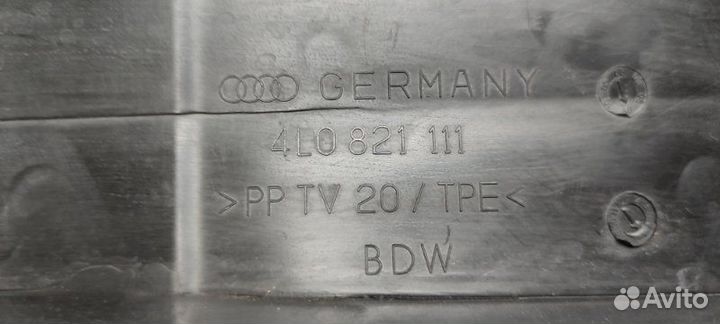 GERMANY
4L0 821 111
>PP TV 20 / TPE<
BDW
Avito